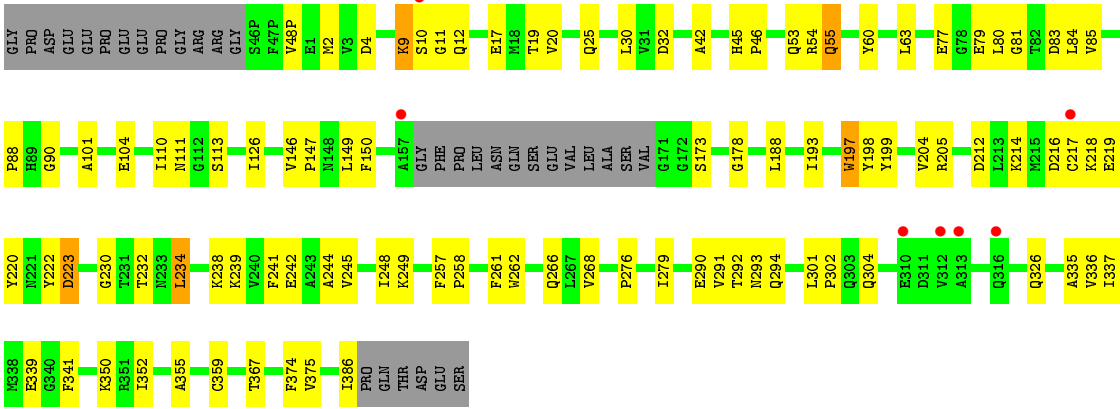 GLY PRO ASP GLU GLU PRO GLU GLU PRO GLY ARG ARG GLY S46P F47P V48P E1 M2 V3 D4 K9 S10 G11 Q12 E17 M18 T19 V20 Q25 L30 V31 D32 A42 H45 P46 Q53 R54 Q55 Y60 L63 E77 G78 E79 L80 G81 T82 D83 L84 V85
P88 H89 G90 A101 E104 I110 N111 G112 S113 I126 V146 P147 N148 L149 F150 A157 GLY PHE PRO LEU ASN GLN SER GLU VAL LEU ALA SER VAL G171 G172 S173 G178 L188 I193 W197 Y198 Y199 V204 R205 D212 L213 K214 M215 D216 C217 K218 E219
Y220 N221 Y222 D223 G230 T231 T232 N233 L234 K238 K239 V240 F241 E242 A243 A244 V245 I248 K249 F257 P258 F261 W262 Q266 L267 V268 P276 I279 E290 V291 T292 N293 Q294 L301 P302 Q303 Q304 E310 D311 V312 A313 Q316 Q326 A335 V336 I337
M338 E339 G340 F341 K350 R351 I352 A355 C359 T367 F374 V375 I386 PRO GLN THR ASP GLU SER